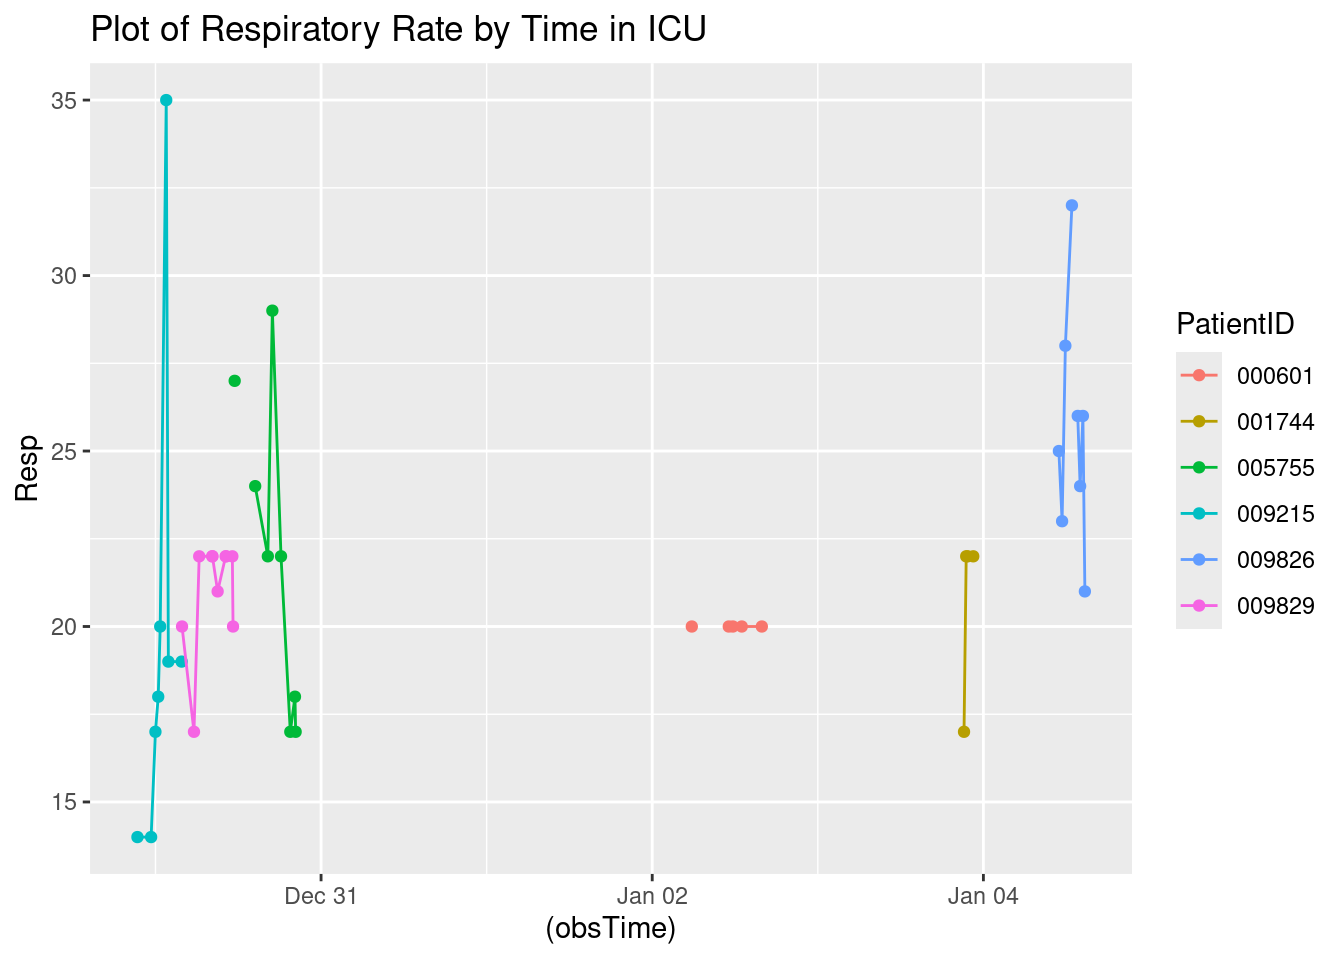 Plot of Respiratory Rate by Time in ICU
35
30
25
20
15
Resp
Dec 31
Jan 02
Jan 04
(obsTime)
PatientID
000601
001744
005755
009215
009826
009829